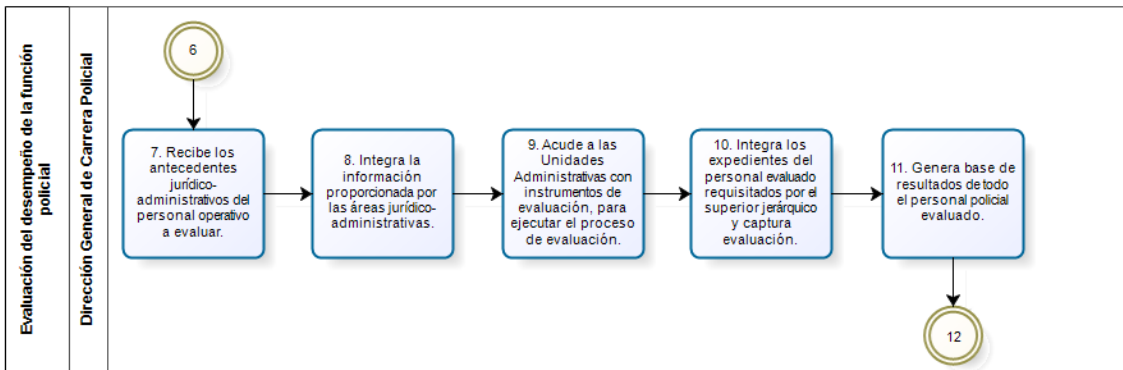 Evaluación del desempeño de la función
policial
Dirección General de Carrera Policial
6
7. Recibe los
antecedentes
jurídico-
administrativos del
personal operativo
a evaluar.
8. Integra la
información
proporcionada por
las áreas jurídico-
administrativas.
9. Acude a las
Unidades
Administrativas con
instrumentos de
evaluación, para
ejecutar el proceso
de evaluación.
10. Integra los
expedientes del
personal evaluado
requisitados por el
superior jerárquico
y captura
evaluación.
11. Genera base de
resultados de todo
el personal policial
evaluado.
12